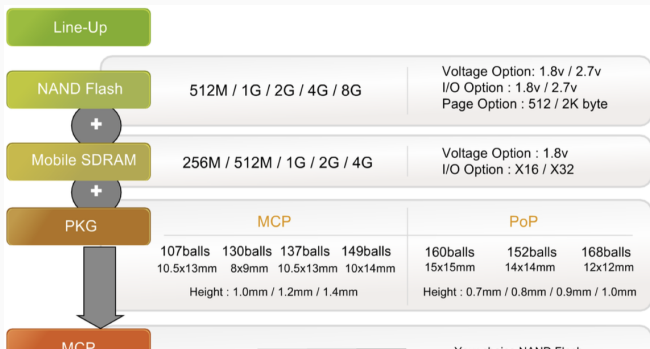 Line-Up
NAND Flash
512M / 1G / 2G / 4G / 8G
Voltage Option: 1.8v / 2.7v
I/O Option : 1.8v / 2.7v
Page Option : 512 / 2K byte
+
Mobile SDRAM
256M / 512M / 1G / 2G / 4G
Voltage Option : 1.8v
I/O Option : X16 / X32
+
PKG
MCP
107balls 130balls 137balls 149balls
10.5x13mm 8x9mm 10.5x13mm 10x14mm
Height : 1.0mm / 1.2mm / 1.4mm
PoP
160balls 152balls 168balls
15x15mm 14x14mm 12x12mm
Height : 0.7mm / 0.8mm / 0.9mm / 1.0mm
MCP